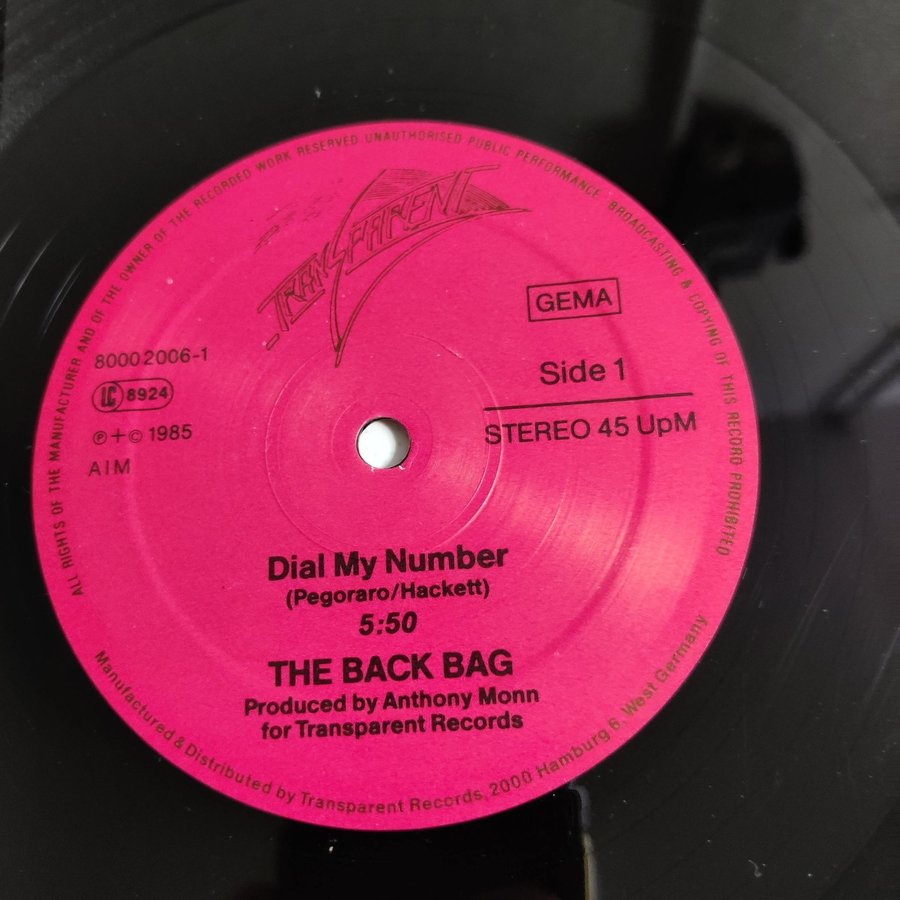 ALL RIGHTS OF THE MANUFACTURER AND OF THE OWNER OF THE RECORDED WORK RESERVED UNAUTHORISED PUBLIC PERFORMANCE BROADCASTING & COPYING OF THIS RECORD PROHIBITED
TRANSPARENT
GEMA
80002006-1
LC 8924
Ⓟ+© 1985
AIM
Side 1
STEREO 45 UpM
Dial My Number
(Pegoraro/Hackett)
5:50
THE BACK BAG
Produced by Anthony Monn
for Transparent Records
Manufactured & Distributed by Transparent Records, 2000 Hamburg 6, West Germany